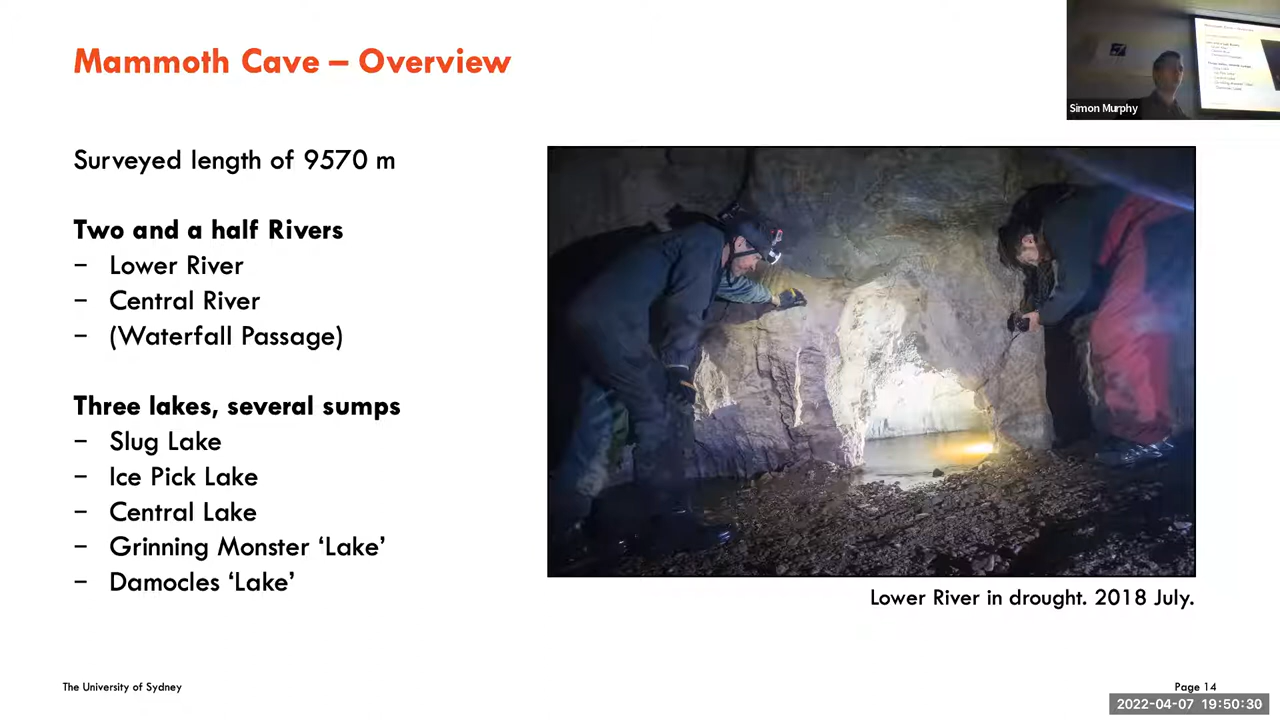 Mammoth Cave – Overview
Simon Murphy
Surveyed length of 9570 m
Two and a half Rivers
– Lower River
– Central River
– (Waterfall Passage)
Three lakes, several sumps
– Slug Lake
– Ice Pick Lake
– Central Lake
– Grinning Monster ‘Lake’
– Damocles ‘Lake’
Lower River in drought. 2018 July.
The University of Sydney
Page 14
2022-04-07 19:50:30